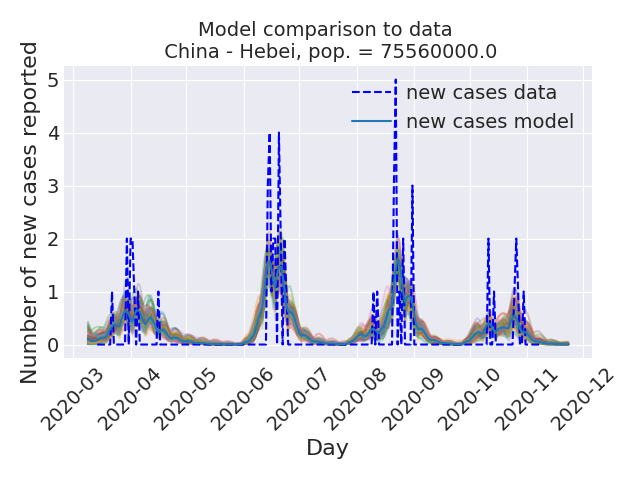 Model comparison to data
China - Hebei, pop. = 75560000.0
Number of new cases reported
5
4
3
2
1
0
new cases data
new cases model
2020-03
2020-04
2020-05
2020-06
2020-07
2020-08
2020-09
2020-10
2020-11
2020-12
Day